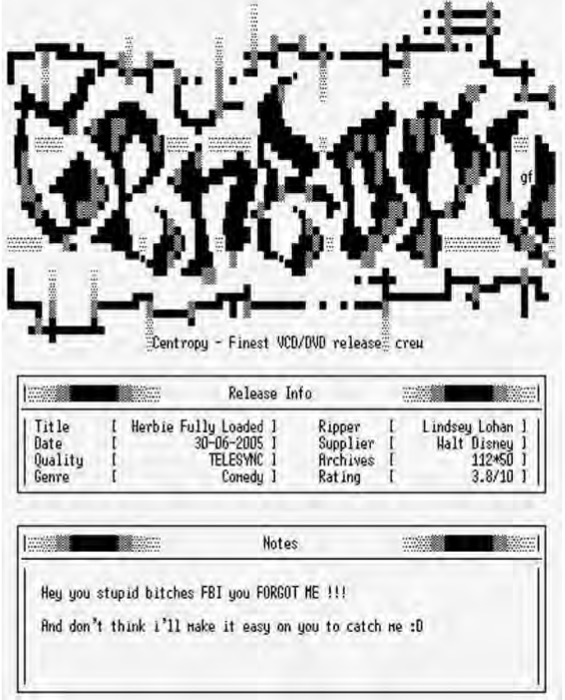 gf
Centropy - Finest VCD/DVD release crew
Release Info
Title [ Herbie Fully Loaded ] Ripper [ Lindsey Lohan ]
Date [ 30-06-2005 ] Supplier [ Walt Disney ]
Quality [ TELESYNC ] Archives [ 112*50 ]
Genre [ Comedy ] Rating [ 3.8/10 ]
Notes
Hey you stupid bitches FBI you FORGOT ME !!!
And don't think i'll make it easy on you to catch me :D